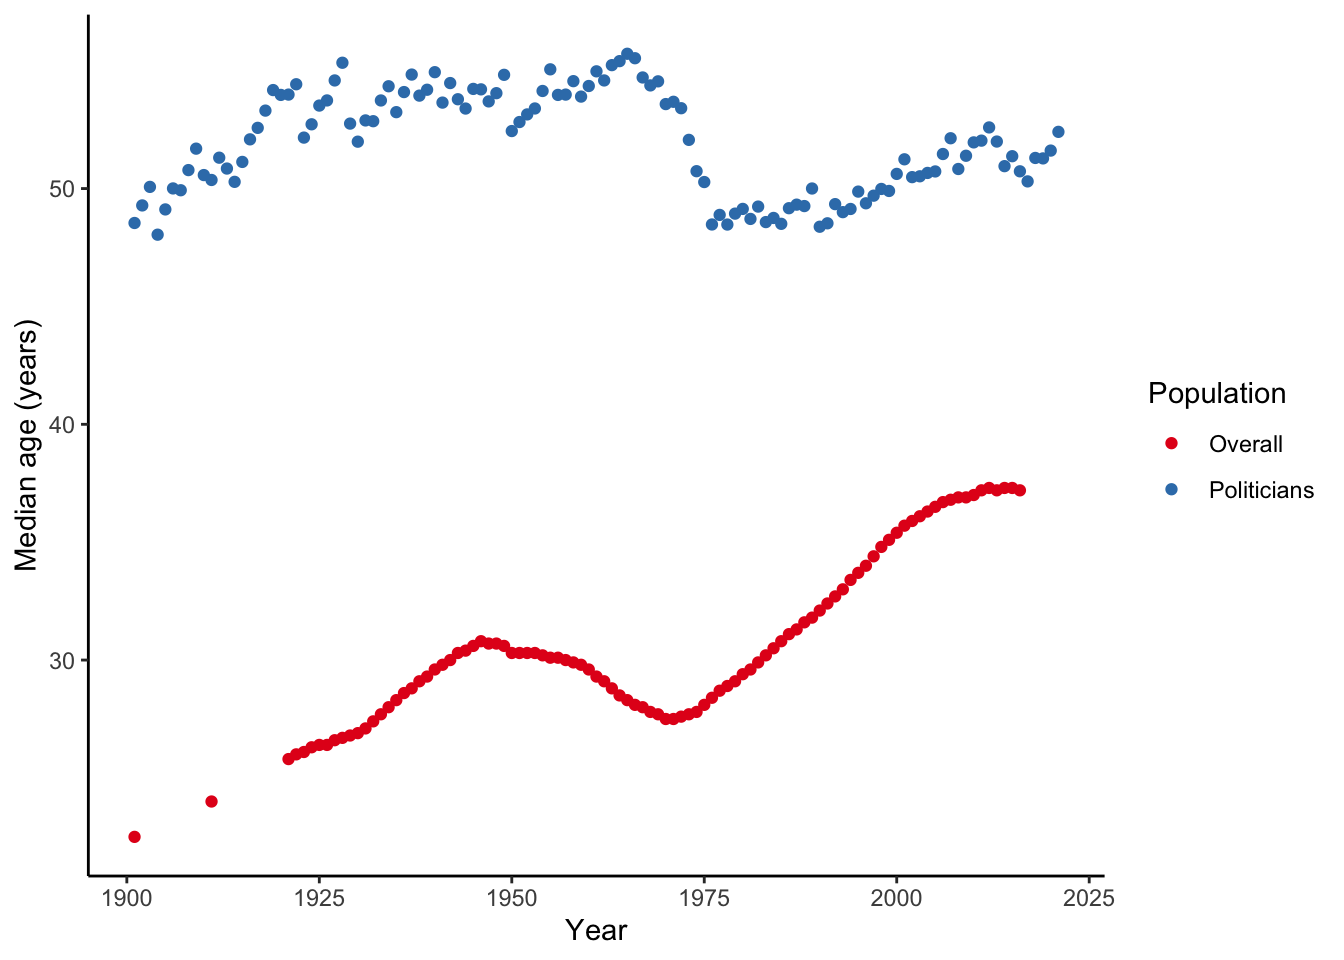 Median age (years)
50
40
30
1900 1925 1950 1975 2000 2025
Year
Population
Overall
Politicians